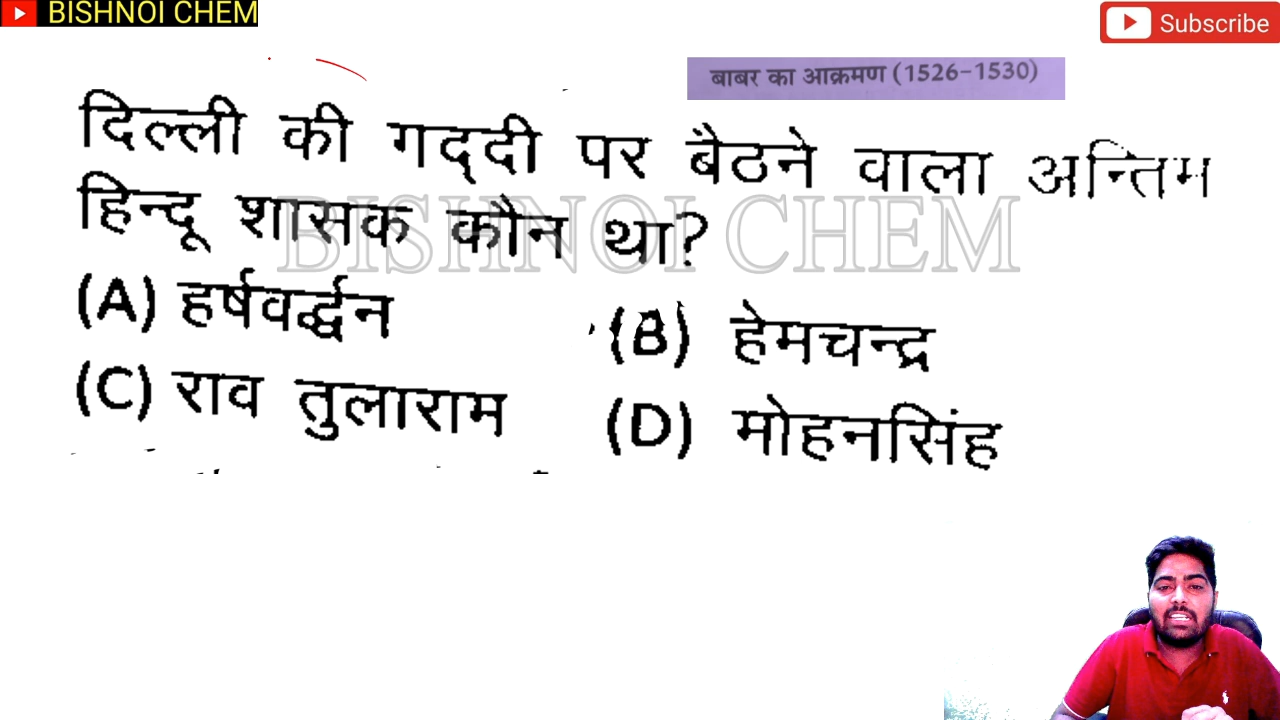 BISHNOI CHEM
Subscribe
बाबर का आक्रमण (1526-1530)
दिल्ली की गद्दी पर बैठने वाला अन्तिम
हिन्दू शासक कौन था?
BISHNOI CHEM
(A) हर्षवर्द्धन (B) हेमचन्द्र
(C) राव तुलाराम (D) मोहनसिंह